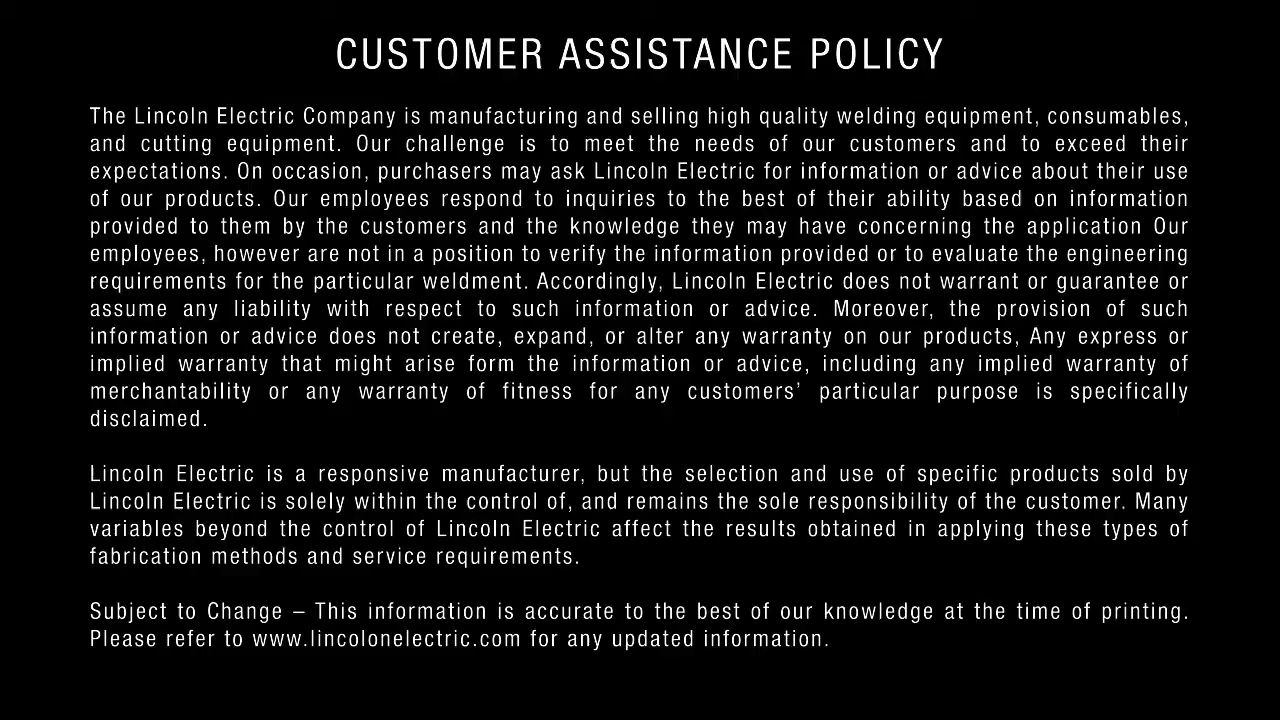 CUSTOMER ASSISTANCE POLICY
The Lincoln Electric Company is manufacturing and selling high quality welding equipment, consumables,
and cutting equipment. Our challenge is to meet the needs of our customers and to exceed their
expectations. On occasion, purchasers may ask Lincoln Electric for information or advice about their use
of our products. Our employees respond to inquiries to the best of their ability based on information
provided to them by the customers and the knowledge they may have concerning the application Our
employees, however are not in a position to verify the information provided or to evaluate the engineering
requirements for the particular weldment. Accordingly, Lincoln Electric does not warrant or guarantee or
assume any liability with respect to such information or advice. Moreover, the provision of such
information or advice does not create, expand, or alter any warranty on our products, Any express or
implied warranty that might arise form the information or advice, including any implied warranty of
merchantability or any warranty of fitness for any customers’ particular purpose is specifically
disclaimed.
Lincoln Electric is a responsive manufacturer, but the selection and use of specific products sold by
Lincoln Electric is solely within the control of, and remains the sole responsibility of the customer. Many
variables beyond the control of Lincoln Electric affect the results obtained in applying these types of
fabrication methods and service requirements.
Subject to Change – This information is accurate to the best of our knowledge at the time of printing.
Please refer to www.lincolonelectric.com for any updated information.